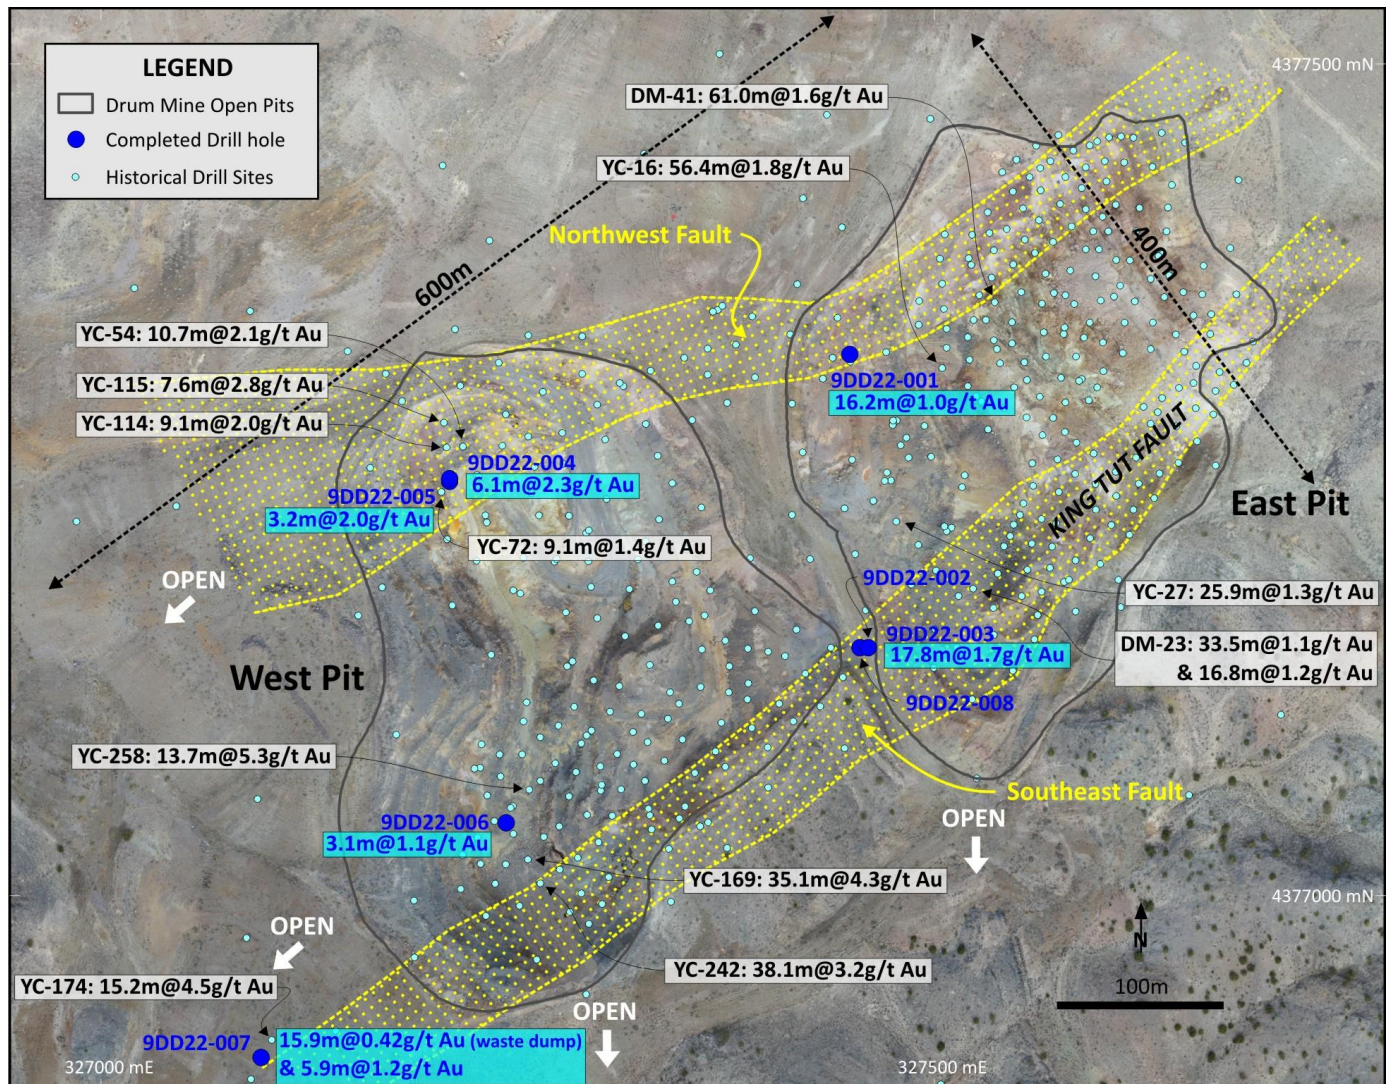 LEGEND
Drum Mine Open Pits
Completed Drill hole
Historical Drill Sites
4377500 mN
DM-41: 61.0m@1.6g/t Au
YC-16: 56.4m@1.8g/t Au
Northwest Fault
400m
600m
YC-54: 10.7m@2.1g/t Au
YC-115: 7.6m@2.8g/t Au
YC-114: 9.1m@2.0g/t Au
9DD22-001
16.2m@1.0g/t Au
KING TUT FAULT
9DD22-004
6.1m@2.3g/t Au
9DD22-005
3.2m@2.0g/t Au
East Pit
YC-72: 9.1m@1.4g/t Au
OPEN
9DD22-002
YC-27: 25.9m@1.3g/t Au
9DD22-003
17.8m@1.7g/t Au
DM-23: 33.5m@1.1g/t Au
& 16.8m@1.2g/t Au
West Pit
9DD22-008
YC-258: 13.7m@5.3g/t Au
Southeast Fault
OPEN
9DD22-006
3.1m@1.1g/t Au
YC-169: 35.1m@4.3g/t Au
4377000 mN
OPEN
N
YC-242: 38.1m@3.2g/t Au
YC-174: 15.2m@4.5g/t Au
100m
OPEN
9DD22-007
15.9m@0.42g/t Au (waste dump)
& 5.9m@1.2g/t Au
327000 mE
327500 mE